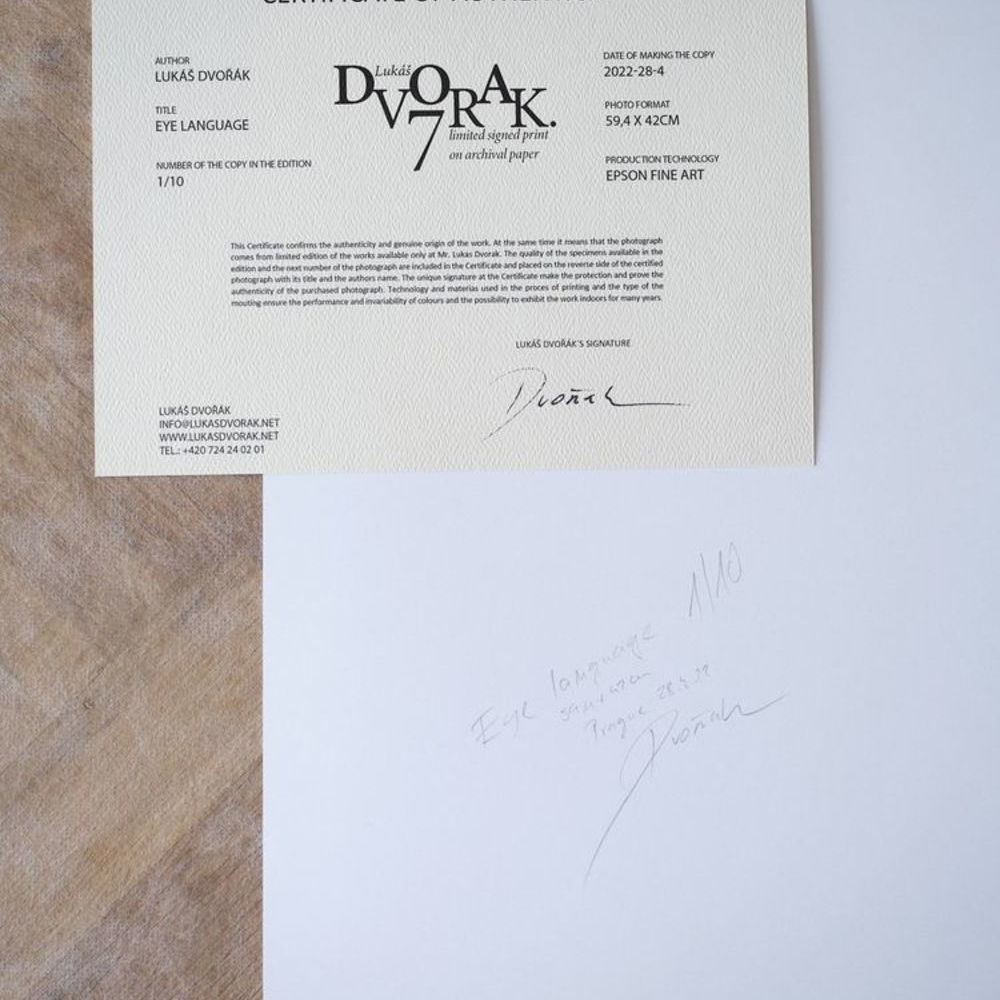 AUTHOR
LUKÁŠ DVOŘÁK
TITLE
EYE LANGUAGE
NUMBER OF THE COPY IN THE EDITION
1/10
Lukáš
DVORAK.
7
limited signed print
on archival paper
DATE OF MAKING THE COPY
2022-28-4
PHOTO FORMAT
59,4 X 42CM
PRODUCTION TECHNOLOGY
EPSON FINE ART
This Certificate confirms the authenticity and genuine origin of the work. At the same time it means that the photograph
comes from limited edition of the works available only at Mr. Lukas Dvorak. The quality of the specimens available in the
edition and the next number of the photograph are included in the Certificate and placed on the reverse side of the certified
photograph with its title and the authors name. The unique signature at the Certificate make the protection and prove the
authenticity of the purchased photograph. Technology and materias used in the proces of printing and the type of the
mouting ensure the performance and invariability of colours and the possibility to exhibit the work indoors for many years
LUKÁŠ DVOŘÁK´S SIGNATURE
Dvořák
LUKÁŠ DVOŘÁK
INFO@LUKASDVORAK.NET
WWW.LUKASDVORAK.NET
TEL.: +420 724 24 02 01
Eye language 1/10
Prague 28.4.22
Dvořák